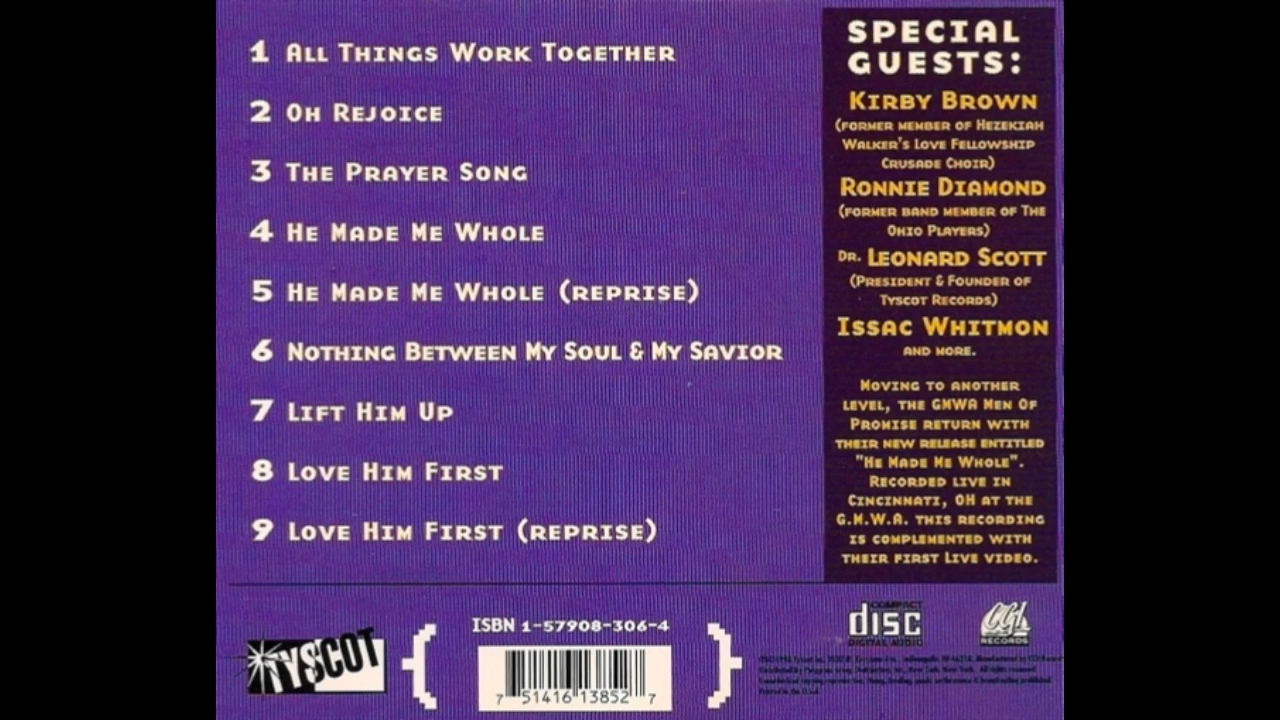 1 All Things Work Together
2 Oh Rejoice
3 The Prayer Song
4 He Made Me Whole
5 He Made Me Whole (reprise)
6 Nothing Between My Soul & My Savior
7 Lift Him Up
8 Love Him First
9 Love Him First (reprise)
SPECIAL
GUESTS:
Kirby Brown
(former member of Hezekiah
Walker's Love Fellowship
Crusade Choir)
Ronnie Diamond
(former band member of The
Ohio Players)
Dr. Leonard Scott
(President & Founder of
Tyscot Records)
Issac Whitmon
and more.
Moving to another
level, the GMWA Men Of
Promise return with
their new release entitled
"He Made Me Whole".
Recorded live in
Cincinnati, OH at the
G.M.W.A. this recording
is complemented with
their first Live video.
TYSCOT
ISBN 1-57908-306-4
7 51416 13852 7
COMPACT
disc
DIGITAL AUDIO
CGI
RECORDS